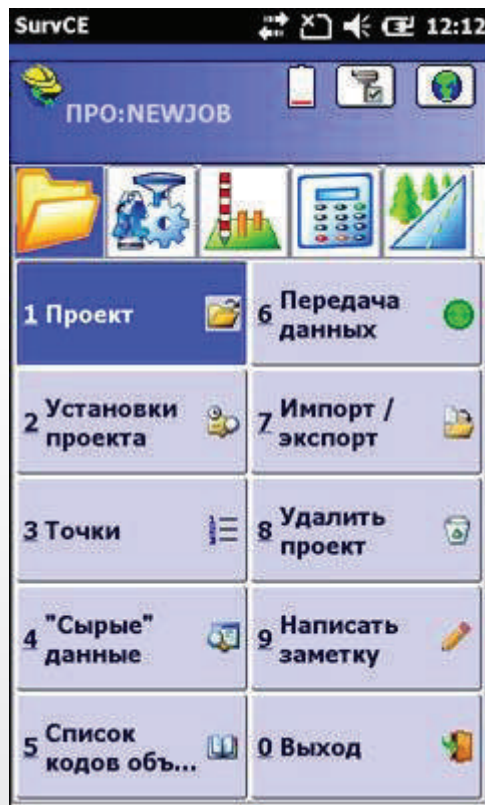 SurvCE 12:12
ПРО:NEWJOB
1 Проект
2 Установки
проекта
3 Точки
4 "Сырые"
данные
5 Список
кодов объ...
6 Передача
данных
7 Импорт /
экспорт
8 Удалить
проект
9 Написать
заметку
0 Выход